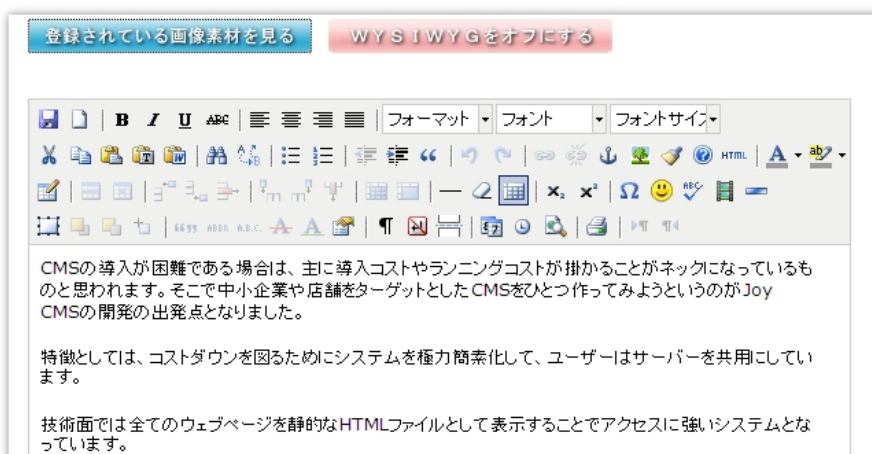 登録されている画像素材を見る ＷＹＳＩＷＹＧをオフにする
B I U ABC フォーマット フォント フォントサイズ
HTML A ab
x₂ x² Ω ABC
A A ¶
CMSの導入が困難である場合は、主に導入コストやランニングコストが掛かることがネックになっているも
のと思われます。そこで中小企業や店舗をターゲットとしたCMSをひとつ作ってみようというのがJoy
CMSの開発の出発点となりました。
特徴としては、コストダウンを図るためにシステムを極力簡素化して、ユーザーはサーバーを共用にしてい
ます。
技術面では全てのウェブページを静的なHTMLファイルとして表示することでアクセスに強いシステムとな
っています。